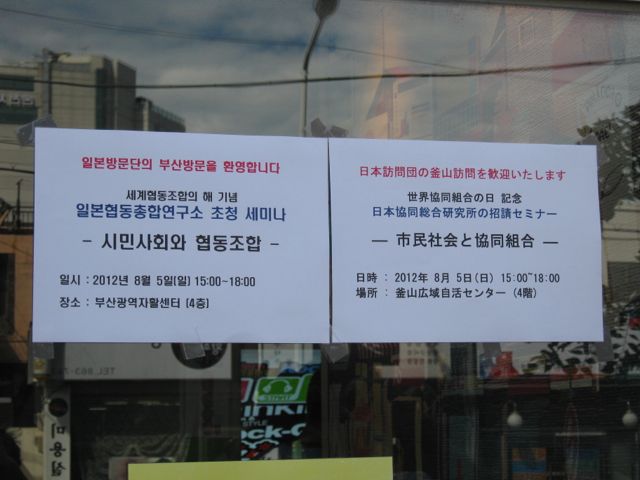 일본방문단의 부산방문을 환영합니다
세계협동조합의 해 기념
일본협동총합연구소 초청 세미나
- 시민사회와 협동조합 -
일시 : 2012년 8월 5일(일) 15:00~18:00
장소 : 부산광역자활센터 [4층]
日本訪問団の釜山訪問を歓迎いたします
世界協同組合の日 記念
日本協同総合研究所の招請セミナー
― 市民社会と協同組合 ―
日時 : 2012年 8月 5日(日) 15:00~18:00
場所 : 釜山広域自活センター (4階)
TEL 863-
STYLE
미용실